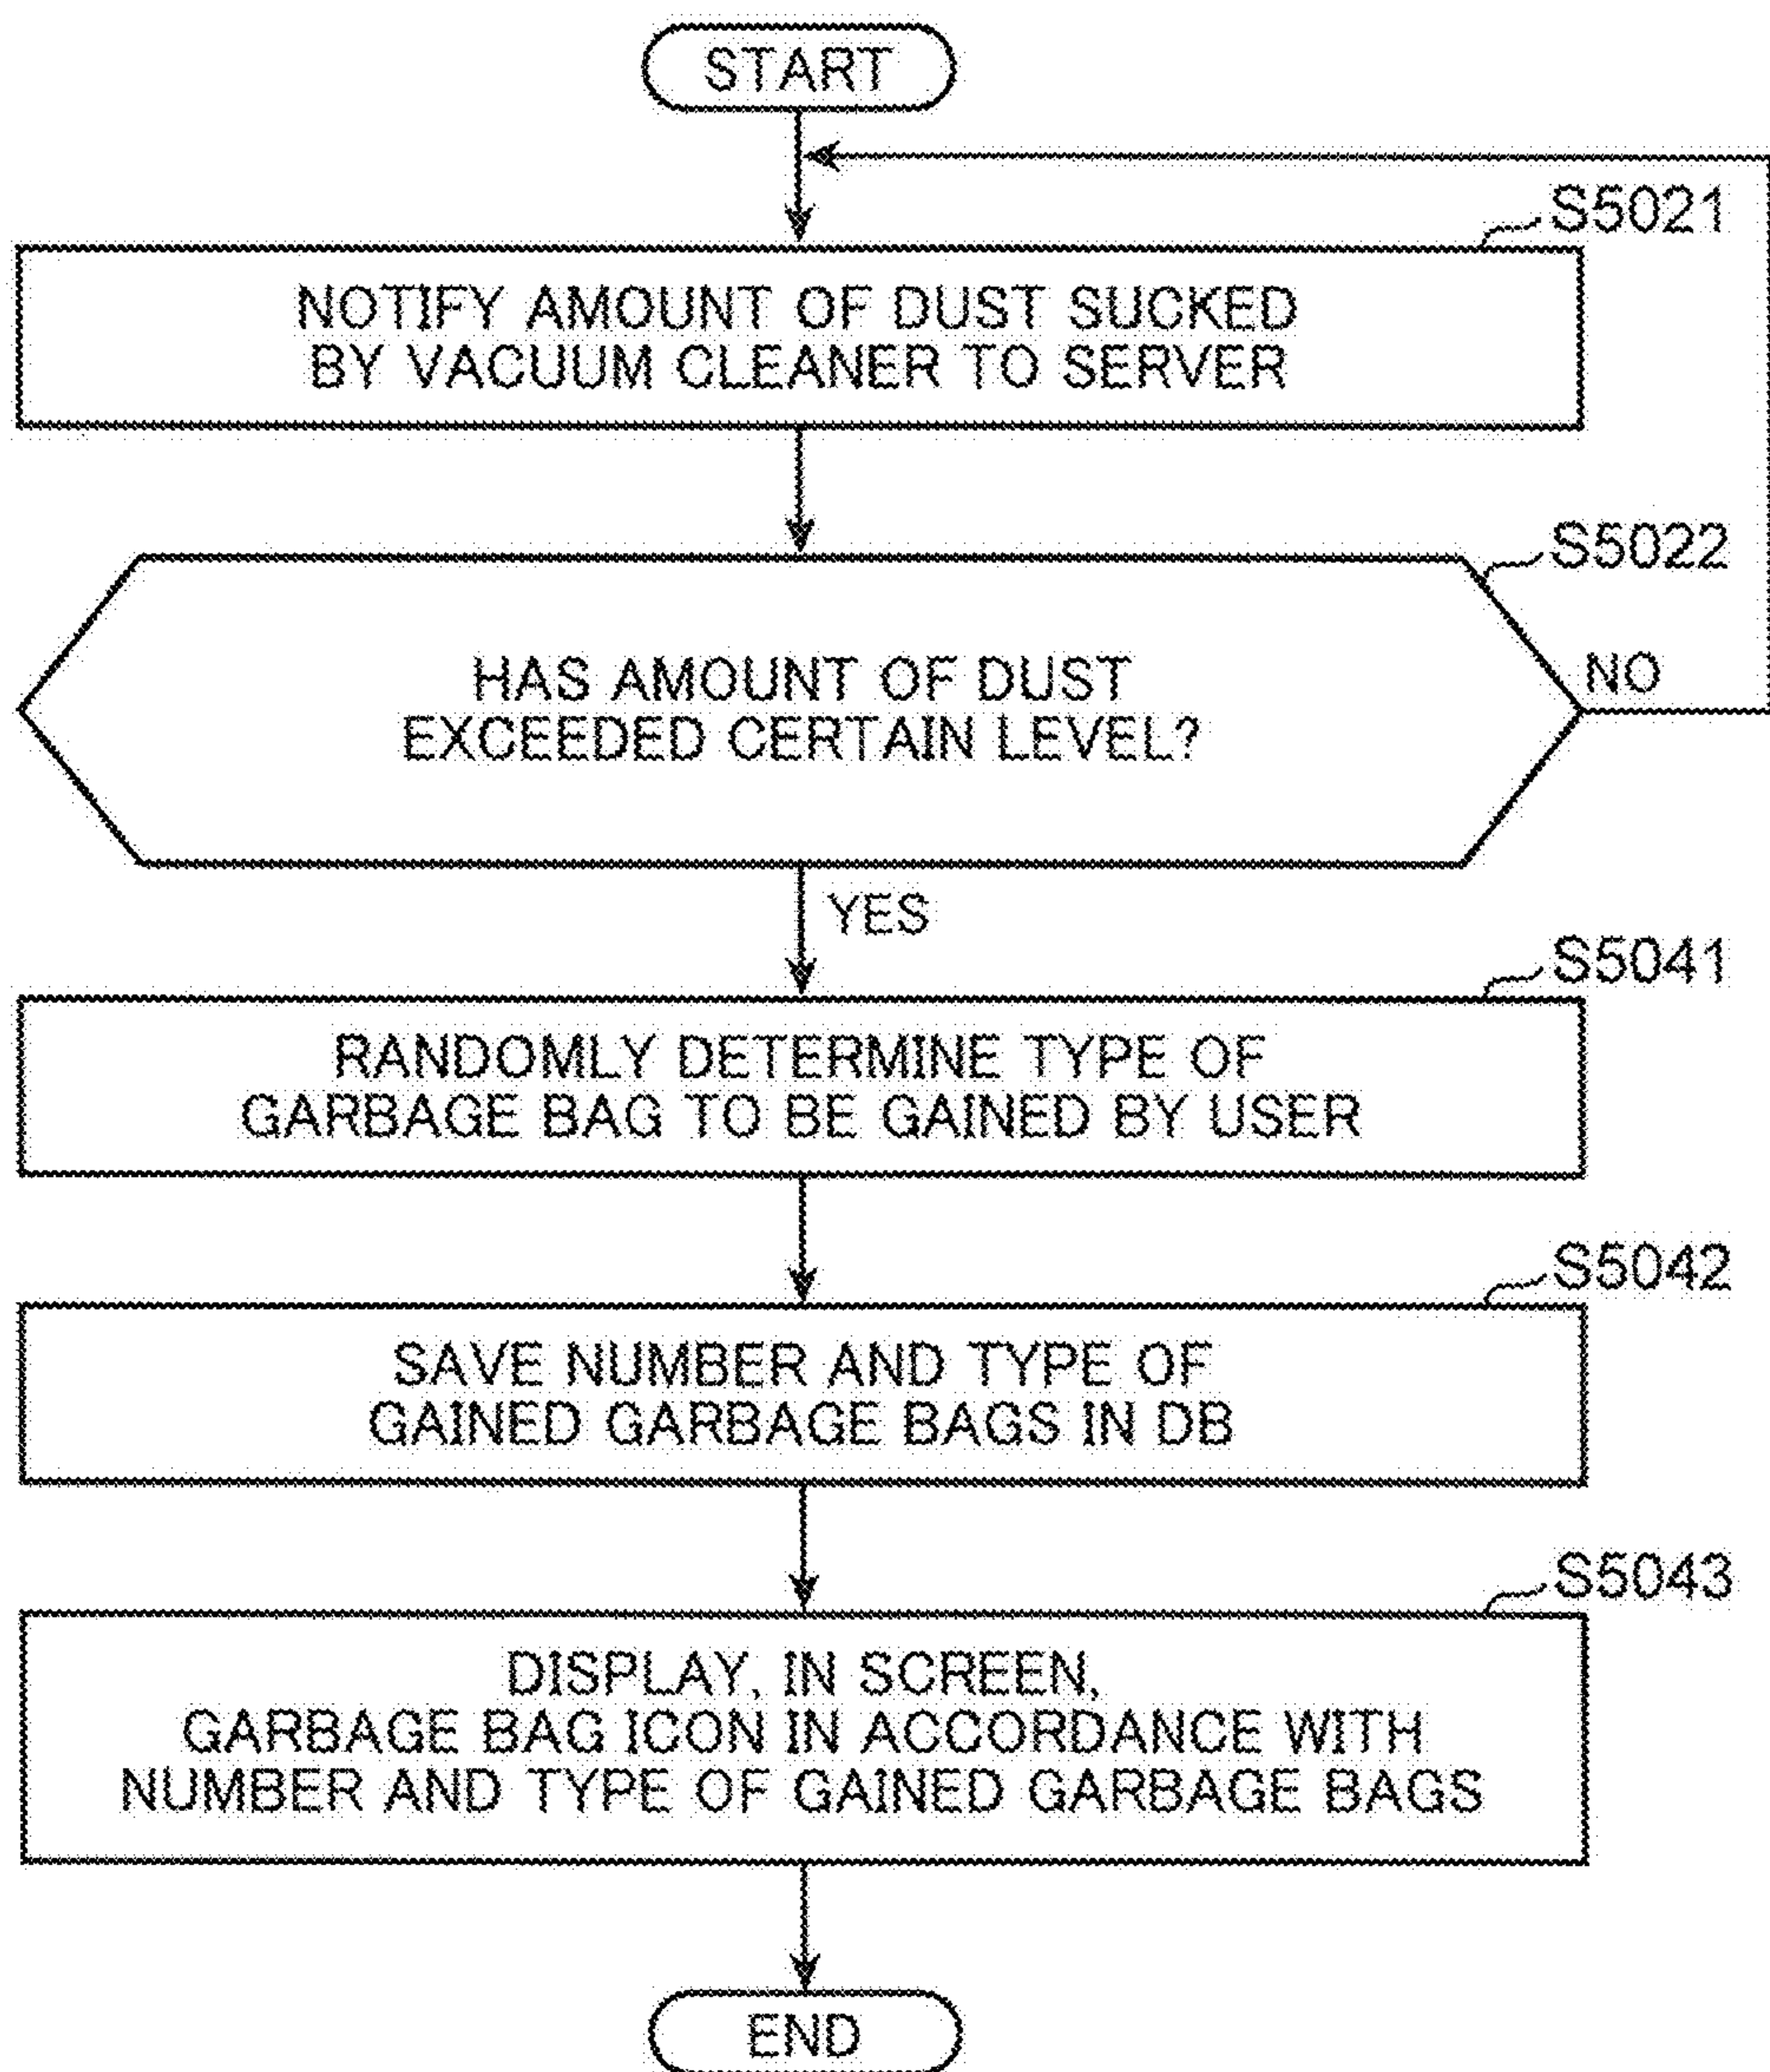 START
S5021
NOTIFY AMOUNT OF DUST SUCKED
BY VACUUM CLEANER TO SERVER
S5022
HAS AMOUNT OF DUST
EXCEEDED CERTAIN LEVEL?
NO
YES
S5041
RANDOMLY DETERMINE TYPE OF
GARBAGE BAG TO BE GAINED BY USER
S5042
SAVE NUMBER AND TYPE OF
GAINED GARBAGE BAGS IN DB
S5043
DISPLAY, IN SCREEN,
GARBAGE BAG ICON IN ACCORDANCE WITH
NUMBER AND TYPE OF GAINED GARBAGE BAGS
END